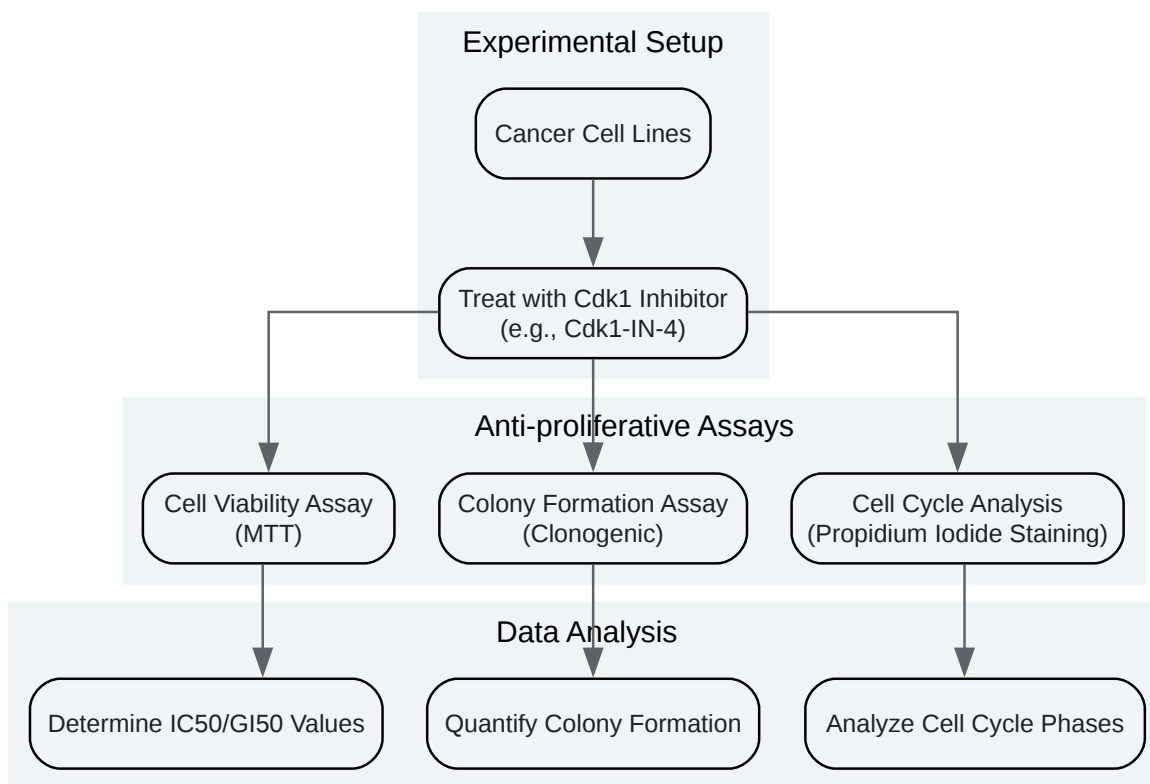 Experimental Setup
Cancer Cell Lines
Treat with Cdk1 Inhibitor
(e.g., Cdk1-IN-4)
Anti-proliferative Assays
Cell Viability Assay
(MTT)
Colony Formation Assay
(Clonogenic)
Cell Cycle Analysis
(Propidium Iodide Staining)
Data Analysis
Determine IC50/GI50 Values
Quantify Colony Formation
Analyze Cell Cycle Phases